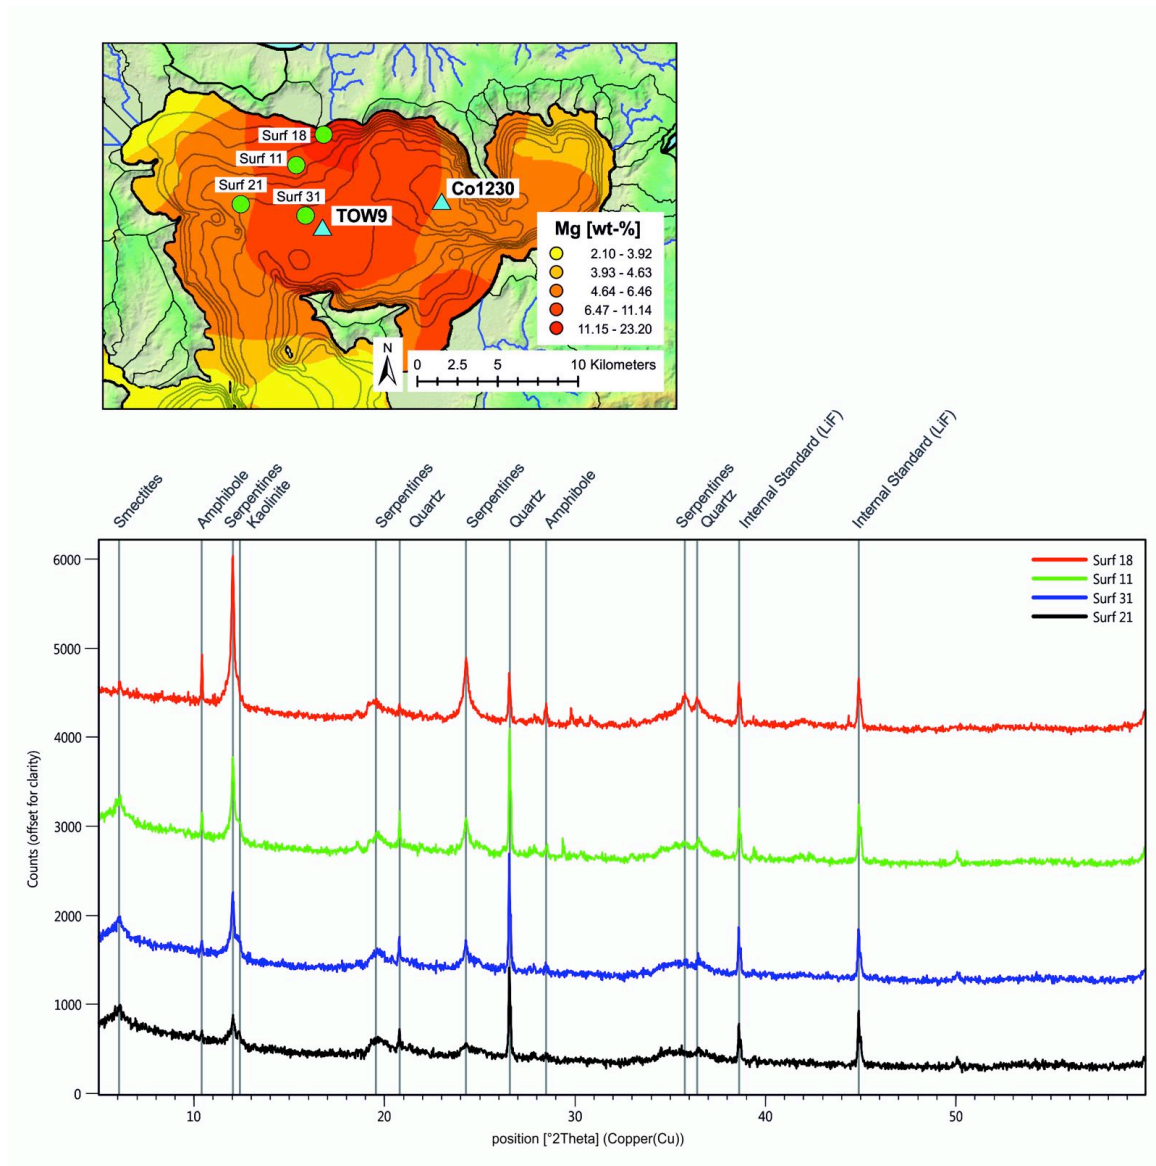 Surf 18
Surf 11
Surf 21
Surf 31
Co1230
TOW9
Mg [wt-%]
2.10 - 3.92
3.93 - 4.63
4.64 - 6.46
6.47 - 11.14
11.15 - 23.20
N
0 2.5 5 10 Kilometers
Smectites
Amphibole
Serpentines
Kaolinite
Serpentines
Quartz
Serpentines
Quartz
Amphibole
Serpentines
Quartz
Internal Standard (LiF)
Internal Standard (LiF)
Surf 18
Surf 11
Surf 31
Surf 21
6000
5000
4000
3000
2000
1000
0
Counts (offset for clarity)
10 20 30 40 50
position [°2Theta] (Copper(Cu))